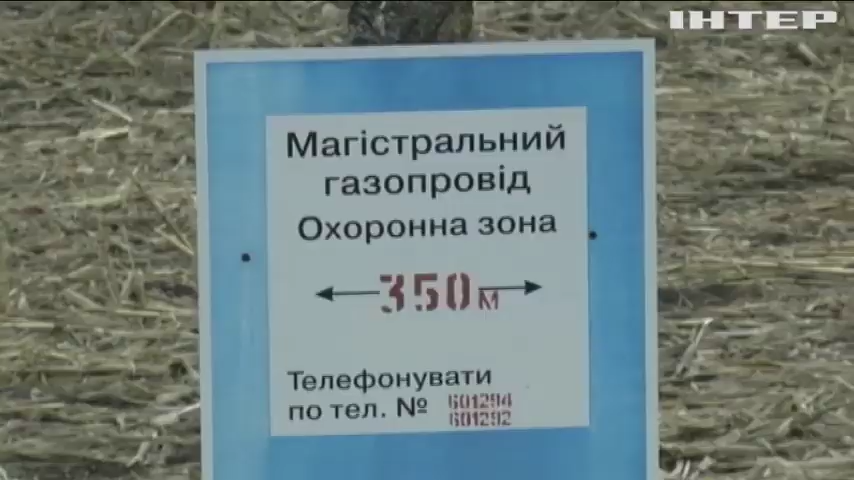 ІНТЕР
Магістральний
газопровід
Охоронна зона
350м
Телефонувати
по тел. № 601294
601292